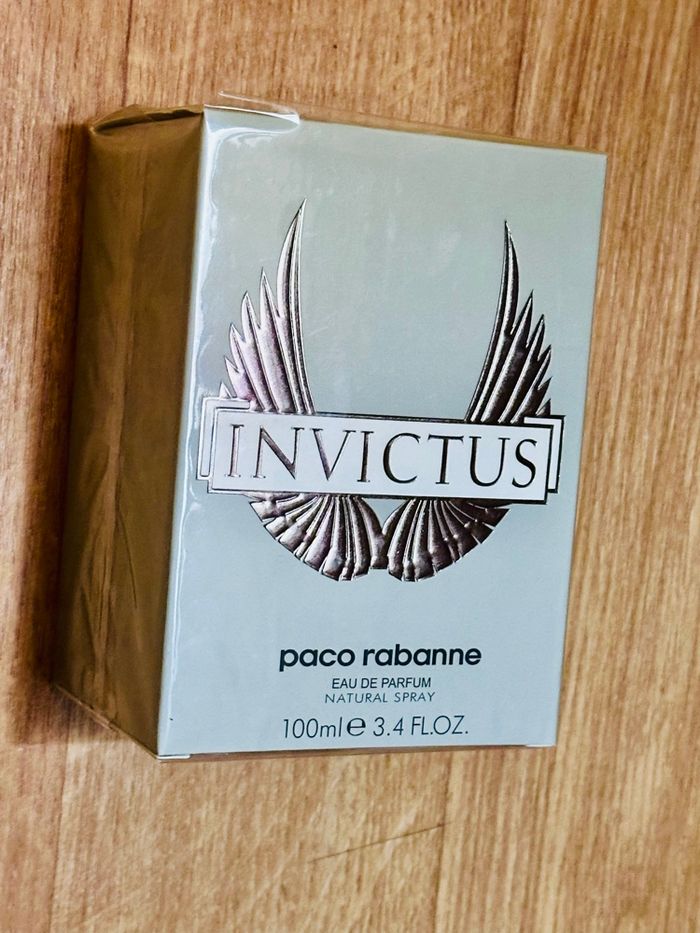 INVICTUS
paco rabanne
EAU DE PARFUM
NATURAL SPRAY
100ml e 3.4 FL.OZ.